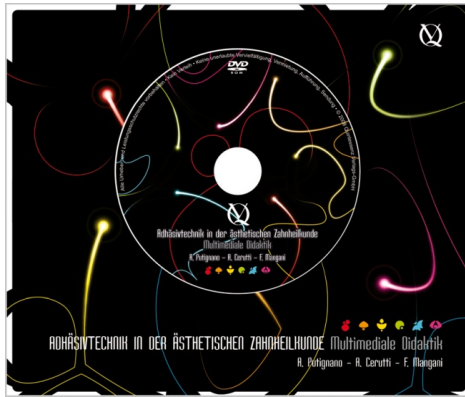 DVD
ROM
Adhäsivtechnik in der ästhetischen Zahnheilkunde
Multimediale Didaktik
A. Putignano - A. Cerutti - F. Mangani
ADHÄSIVTECHNIK IN DER ÄSTHETISCHEN ZAHNHEILKUNDE Multimediale Didaktik
A. Putignano - A. Cerutti - F. Mangani